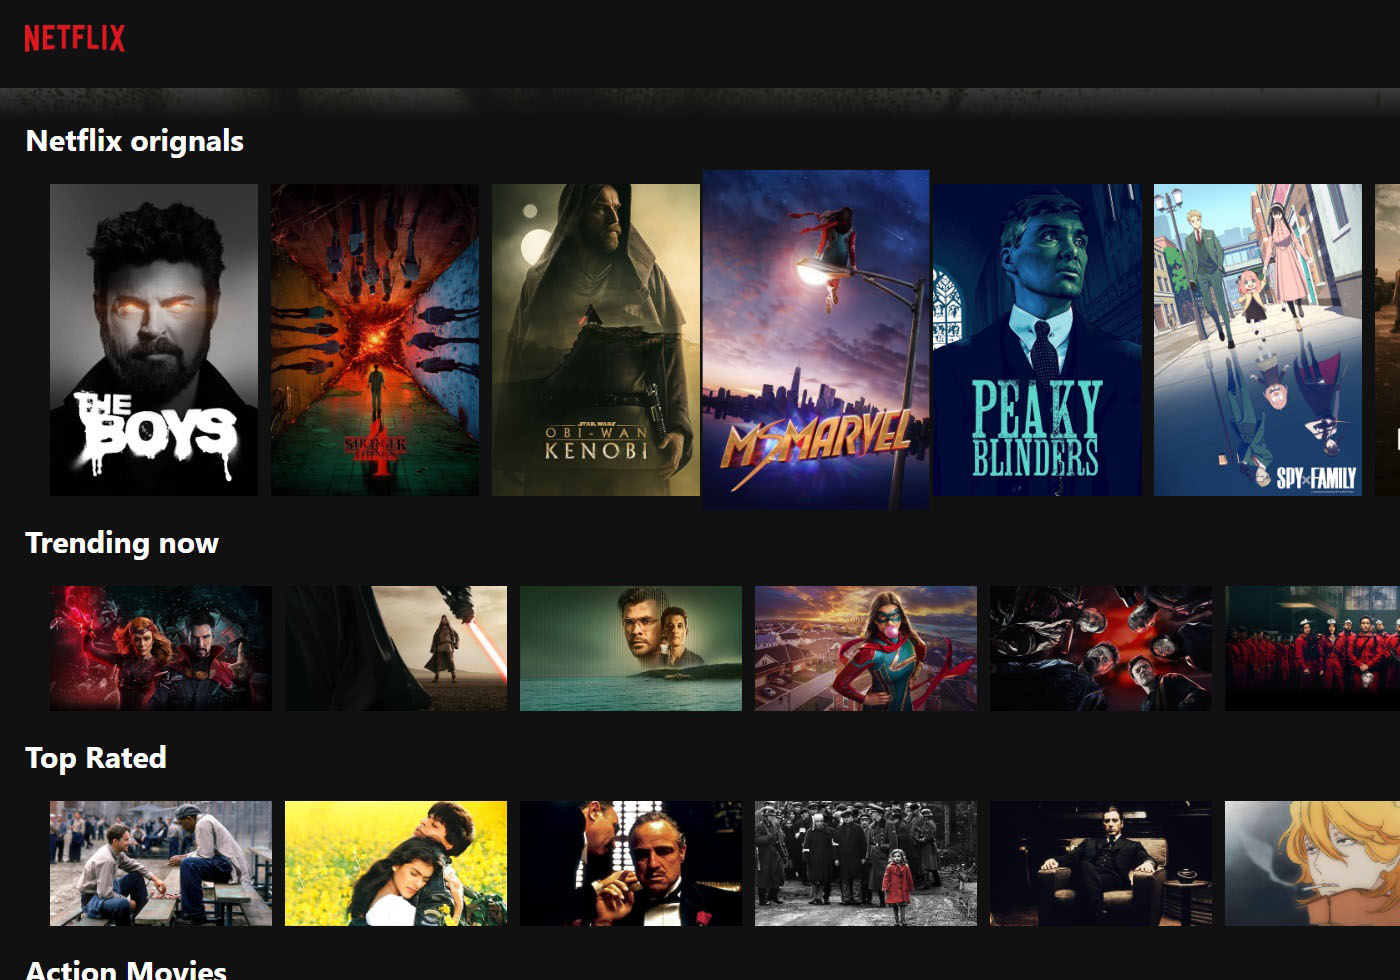 NETFLIX
Netflix orignals
THE
BOYS
STRANGER
THINGS
4
STAR WARS
OBI-WAN
KENOBI
MS MARVEL
PEAKY
BLINDERS
SPY×FAMILY
Trending now
Top Rated
Action Movies